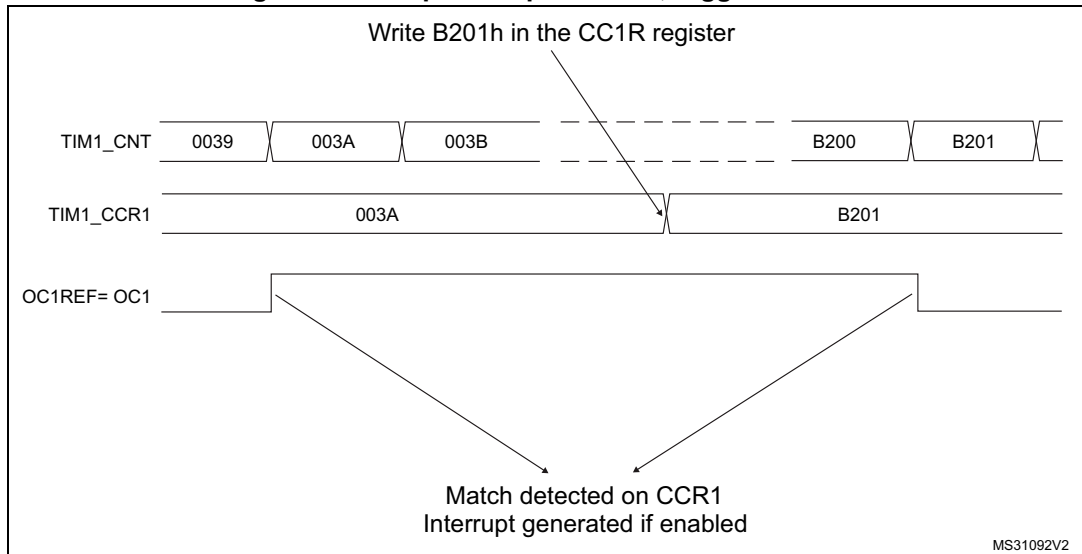 Write B201h in the CC1R register
TIM1_CNT 0039 003A 003B B200 B201
TIM1_CCR1 003A B201
OC1REF= OC1
Match detected on CCR1
Interrupt generated if enabled
MS31092V2